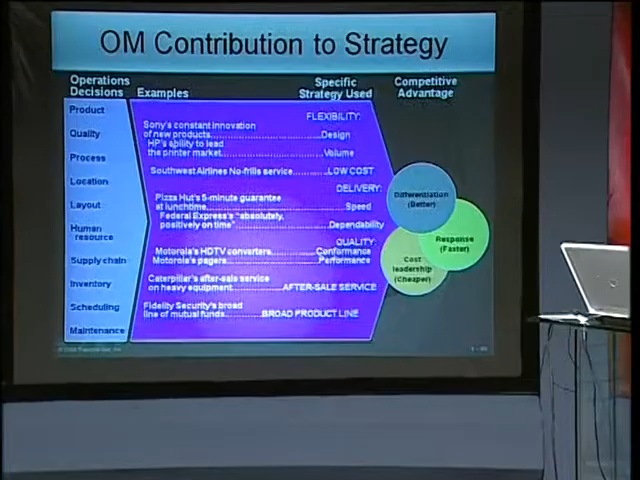 OM Contribution to Strategy
Operations
Decisions
Examples
Specific
Strategy Used
Competitive
Advantage
Product
Quality
Process
Location
Layout
Human
resource
Supply chain
Inventory
Scheduling
Maintenance
FLEXIBILITY:
Sony's constant innovation
of new products..........Design
HP's ability to lead
the printer market..........Volume
Southwest Airlines No-frills service..........LOW COST
DELIVERY:
Pizza Hut's 5-minute guarantee
at lunchtime..........Speed
Federal Express's "absolutely,
positively on time"..........Dependability
QUALITY:
Motorola's HDTV converters..........Conformance
Motorola's pagers..........Performance
Caterpillar's after-sale service
on heavy equipment..........AFTER-SALE SERVICE
Fidelity Security's broad
line of mutual funds..........BROAD PRODUCT LINE
Differentiation
(Better)
Response
(Faster)
Cost
leadership
(Cheaper)